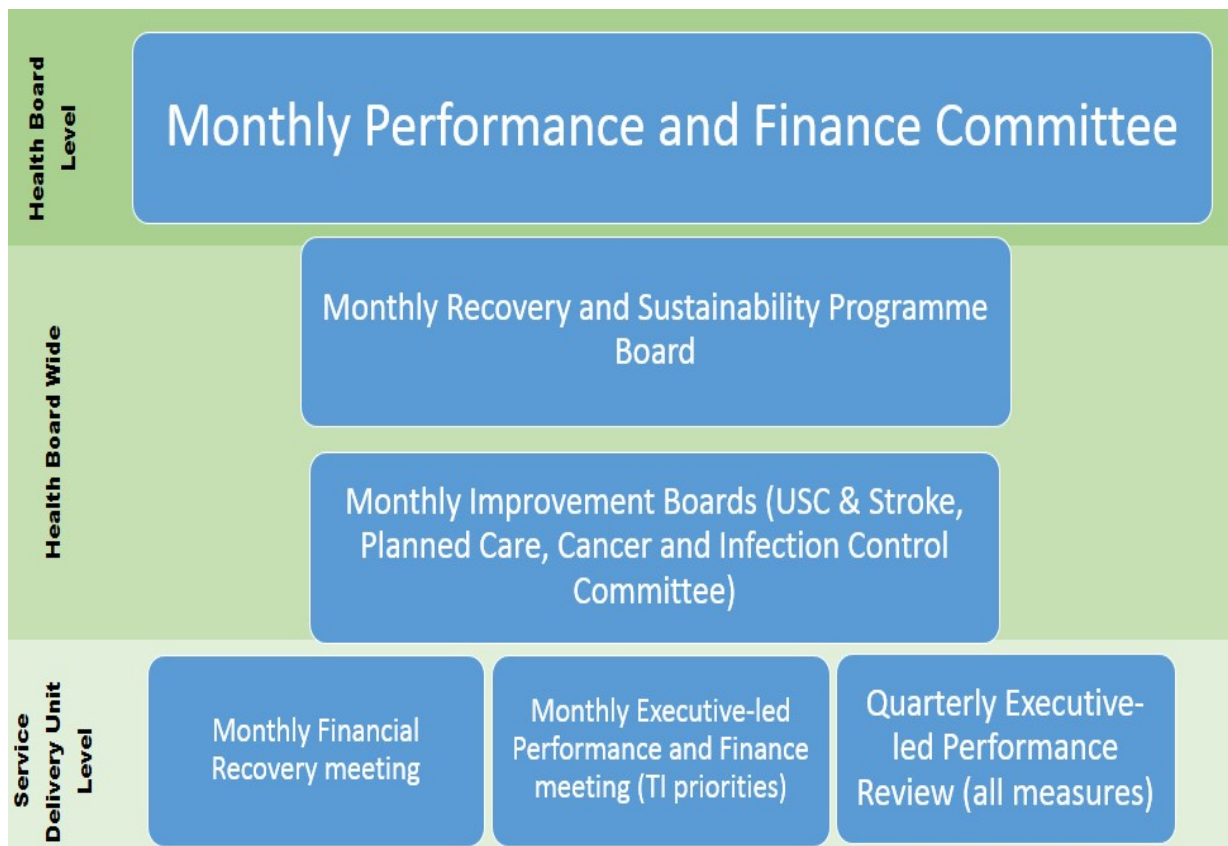 Health Board
Level
Monthly Performance and Finance Committee
Health Board Wide
Monthly Recovery and Sustainability Programme
Board
Monthly Improvement Boards (USC & Stroke,
Planned Care, Cancer and Infection Control
Committee)
Service
Delivery Unit
Level
Monthly Financial
Recovery meeting
Monthly Executive-led
Performance and Finance
meeting (TI priorities)
Quarterly Executive-
led Performance
Review (all measures)